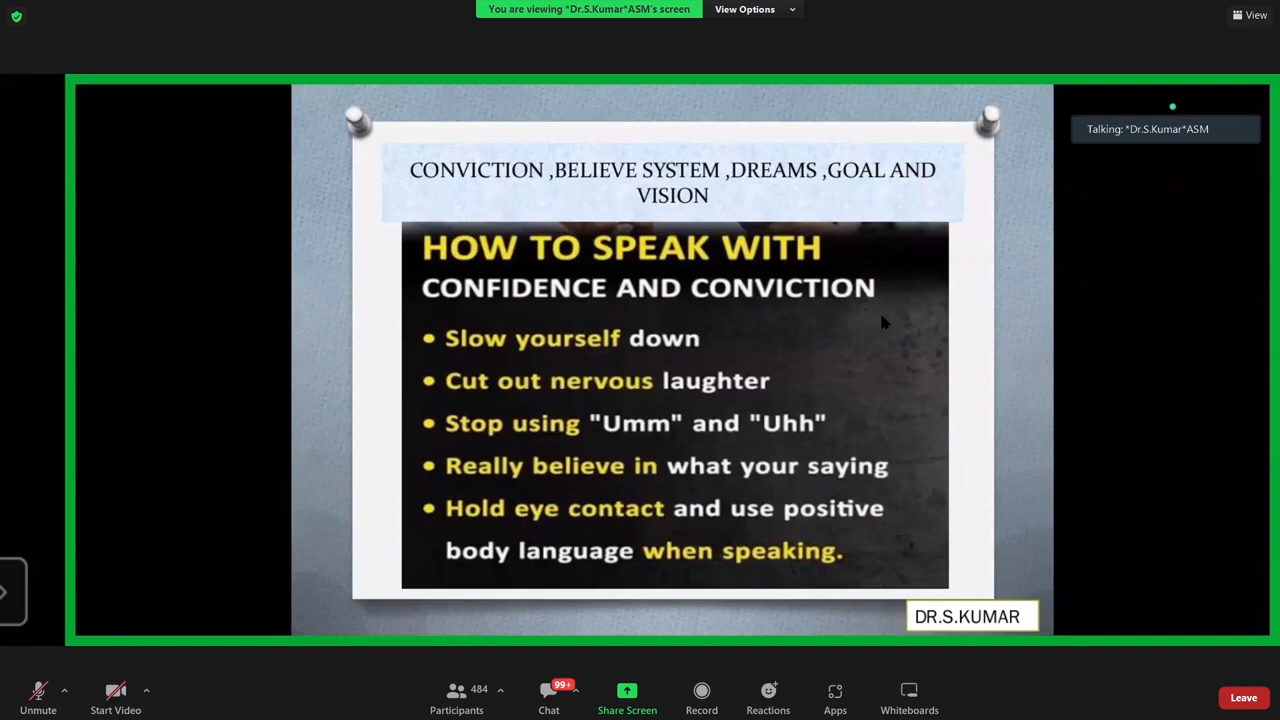 You are viewing *Dr.S.Kumar*ASM's screen
View Options
View
Talking: *Dr.S.Kumar*ASM
CONVICTION ,BELIEVE SYSTEM ,DREAMS ,GOAL AND
VISION
HOW TO SPEAK WITH
CONFIDENCE AND CONVICTION
• Slow yourself down
• Cut out nervous laughter
• Stop using "Umm" and "Uhh"
• Really believe in what your saying
• Hold eye contact and use positive
body language when speaking.
DR.S.KUMAR
484
99+
Unmute
Start Video
Participants
Chat
Share Screen
Record
Reactions
Apps
Whiteboards
Leave